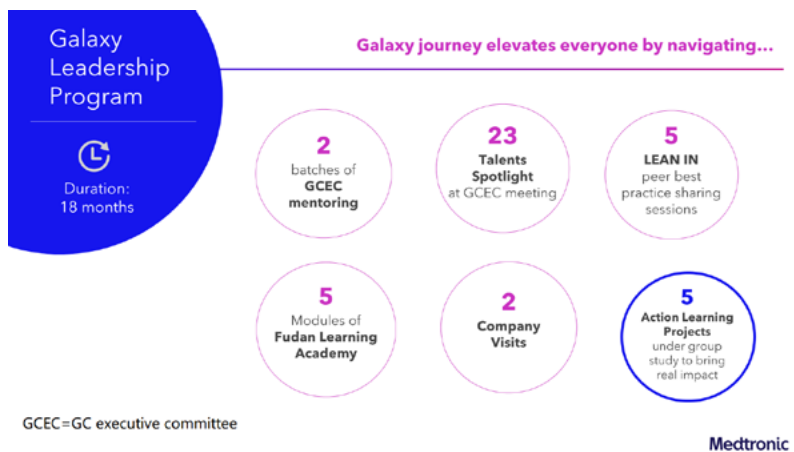 Galaxy
Leadership
Program
Duration:
18 months
Galaxy journey elevates everyone by navigating...
2
batches of
GCEC
mentoring
23
Talents
Spotlight
at GCEC meeting
5
LEAN IN
peer best
practice sharing
sessions
5
Modules of
Fudan Learning
Academy
2
Company
Visits
5
Action Learning
Projects
under group
study to bring
real impact
GCEC=GC executive committee
Medtronic